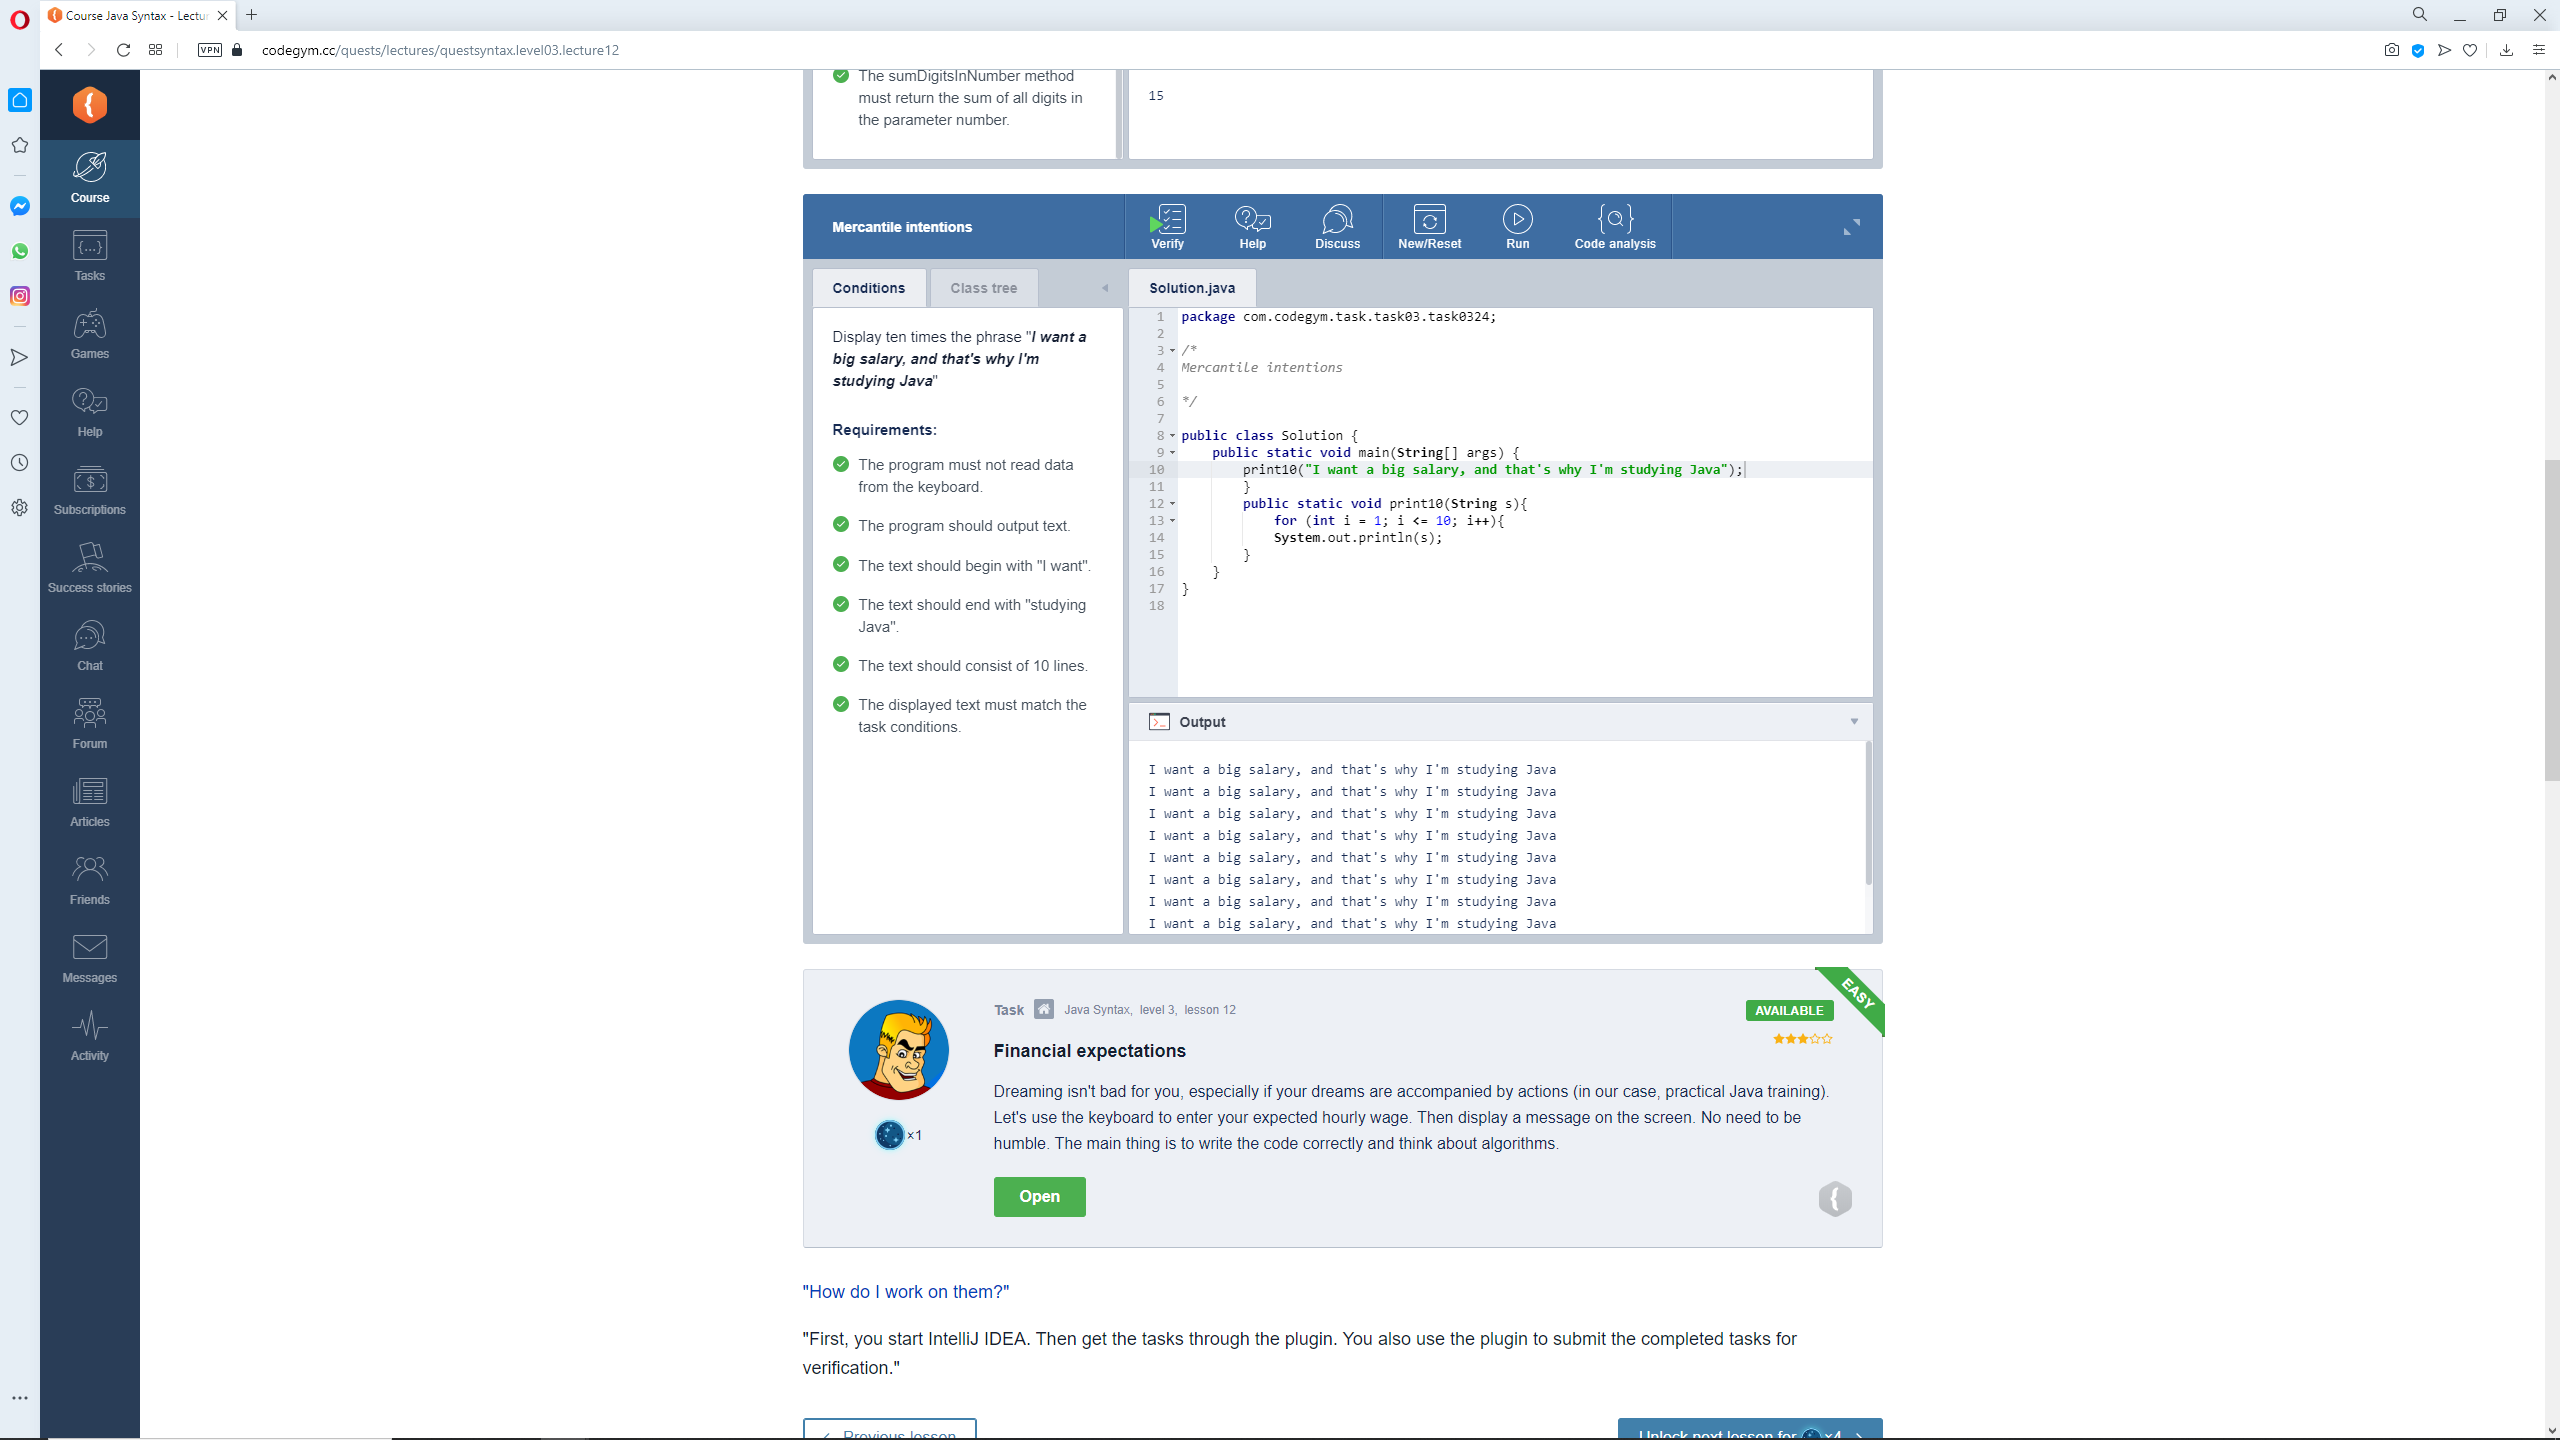 Course Java Syntax - Lectur
VPN
codegym.cc/quests/lectures/questsyntax.level03.lecture12
Course
Tasks
Games
Help
Subscriptions
Success stories
Chat
Forum
Articles
Friends
Messages
Activity
The sumDigitsInNumber method
must return the sum of all digits in
the parameter number.
15
Mercantile intentions
Verify
Help
Discuss
New/Reset
Run
Code analysis
Conditions
Class tree
Solution.java
Display ten times the phrase "I want a
big salary, and that's why I'm
studying Java"
Requirements:
The program must not read data
from the keyboard.
The program should output text.
The text should begin with "I want".
The text should end with "studying
Java".
The text should consist of 10 lines.
The displayed text must match the
task conditions.
1 package com.codegym.task.task03.task0324;
2
3 /*
4 Mercantile intentions
5
6 */
7
8 public class Solution {
9 public static void main(String[] args) {
10 print10("I want a big salary, and that's why I'm studying Java");
11 }
12 public static void print10(String s){
13 for (int i = 1; i <= 10; i++){
14 System.out.println(s);
15 }
16 }
17 }
18
Output
I want a big salary, and that's why I'm studying Java
I want a big salary, and that's why I'm studying Java
I want a big salary, and that's why I'm studying Java
I want a big salary, and that's why I'm studying Java
I want a big salary, and that's why I'm studying Java
I want a big salary, and that's why I'm studying Java
I want a big salary, and that's why I'm studying Java
I want a big salary, and that's why I'm studying Java
Task Java Syntax, level 3, lesson 12
AVAILABLE
EASY
Financial expectations
Dreaming isn't bad for you, especially if your dreams are accompanied by actions (in our case, practical Java training).
Let's use the keyboard to enter your expected hourly wage. Then display a message on the screen. No need to be
humble. The main thing is to write the code correctly and think about algorithms.
×1
Open
"How do I work on them?"
"First, you start IntelliJ IDEA. Then get the tasks through the plugin. You also use the plugin to submit the completed tasks for
verification."
Previous lesson
Unlock next lesson for ×4